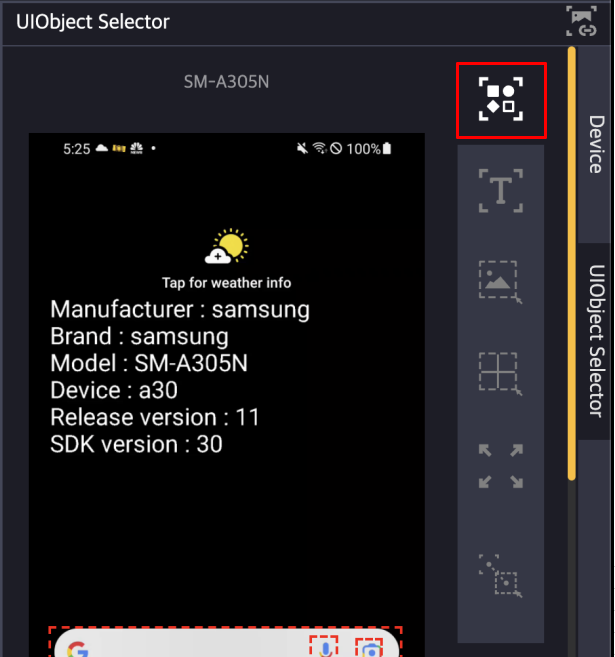 UIObject Selector
SM-A305N
5:25
100%
Tap for weather info
Manufacturer : samsung
Brand : samsung
Model : SM-A305N
Device : a30
Release version : 11
SDK version : 30
T
G
Device
UIObject Selector